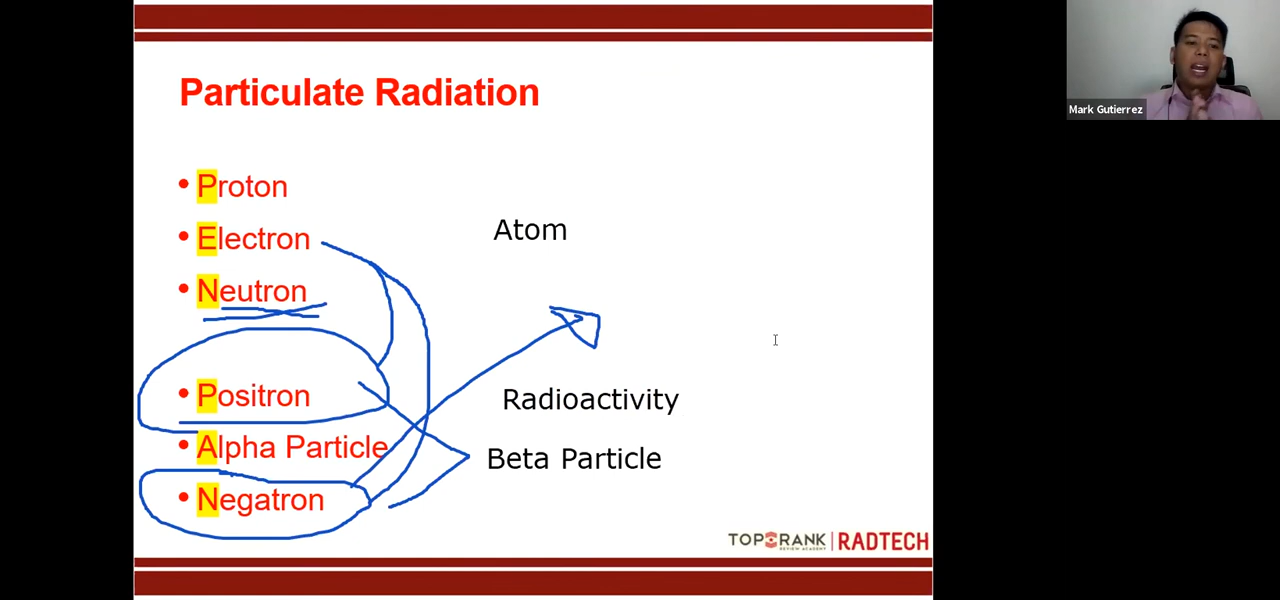 Particulate Radiation
• Proton
• Electron
• Neutron
Atom
• Positron
Radioactivity
• Alpha Particle
Beta Particle
• Negatron
TOPRANK
REVIEW ACADEMY
RADTECH
Mark Gutierrez